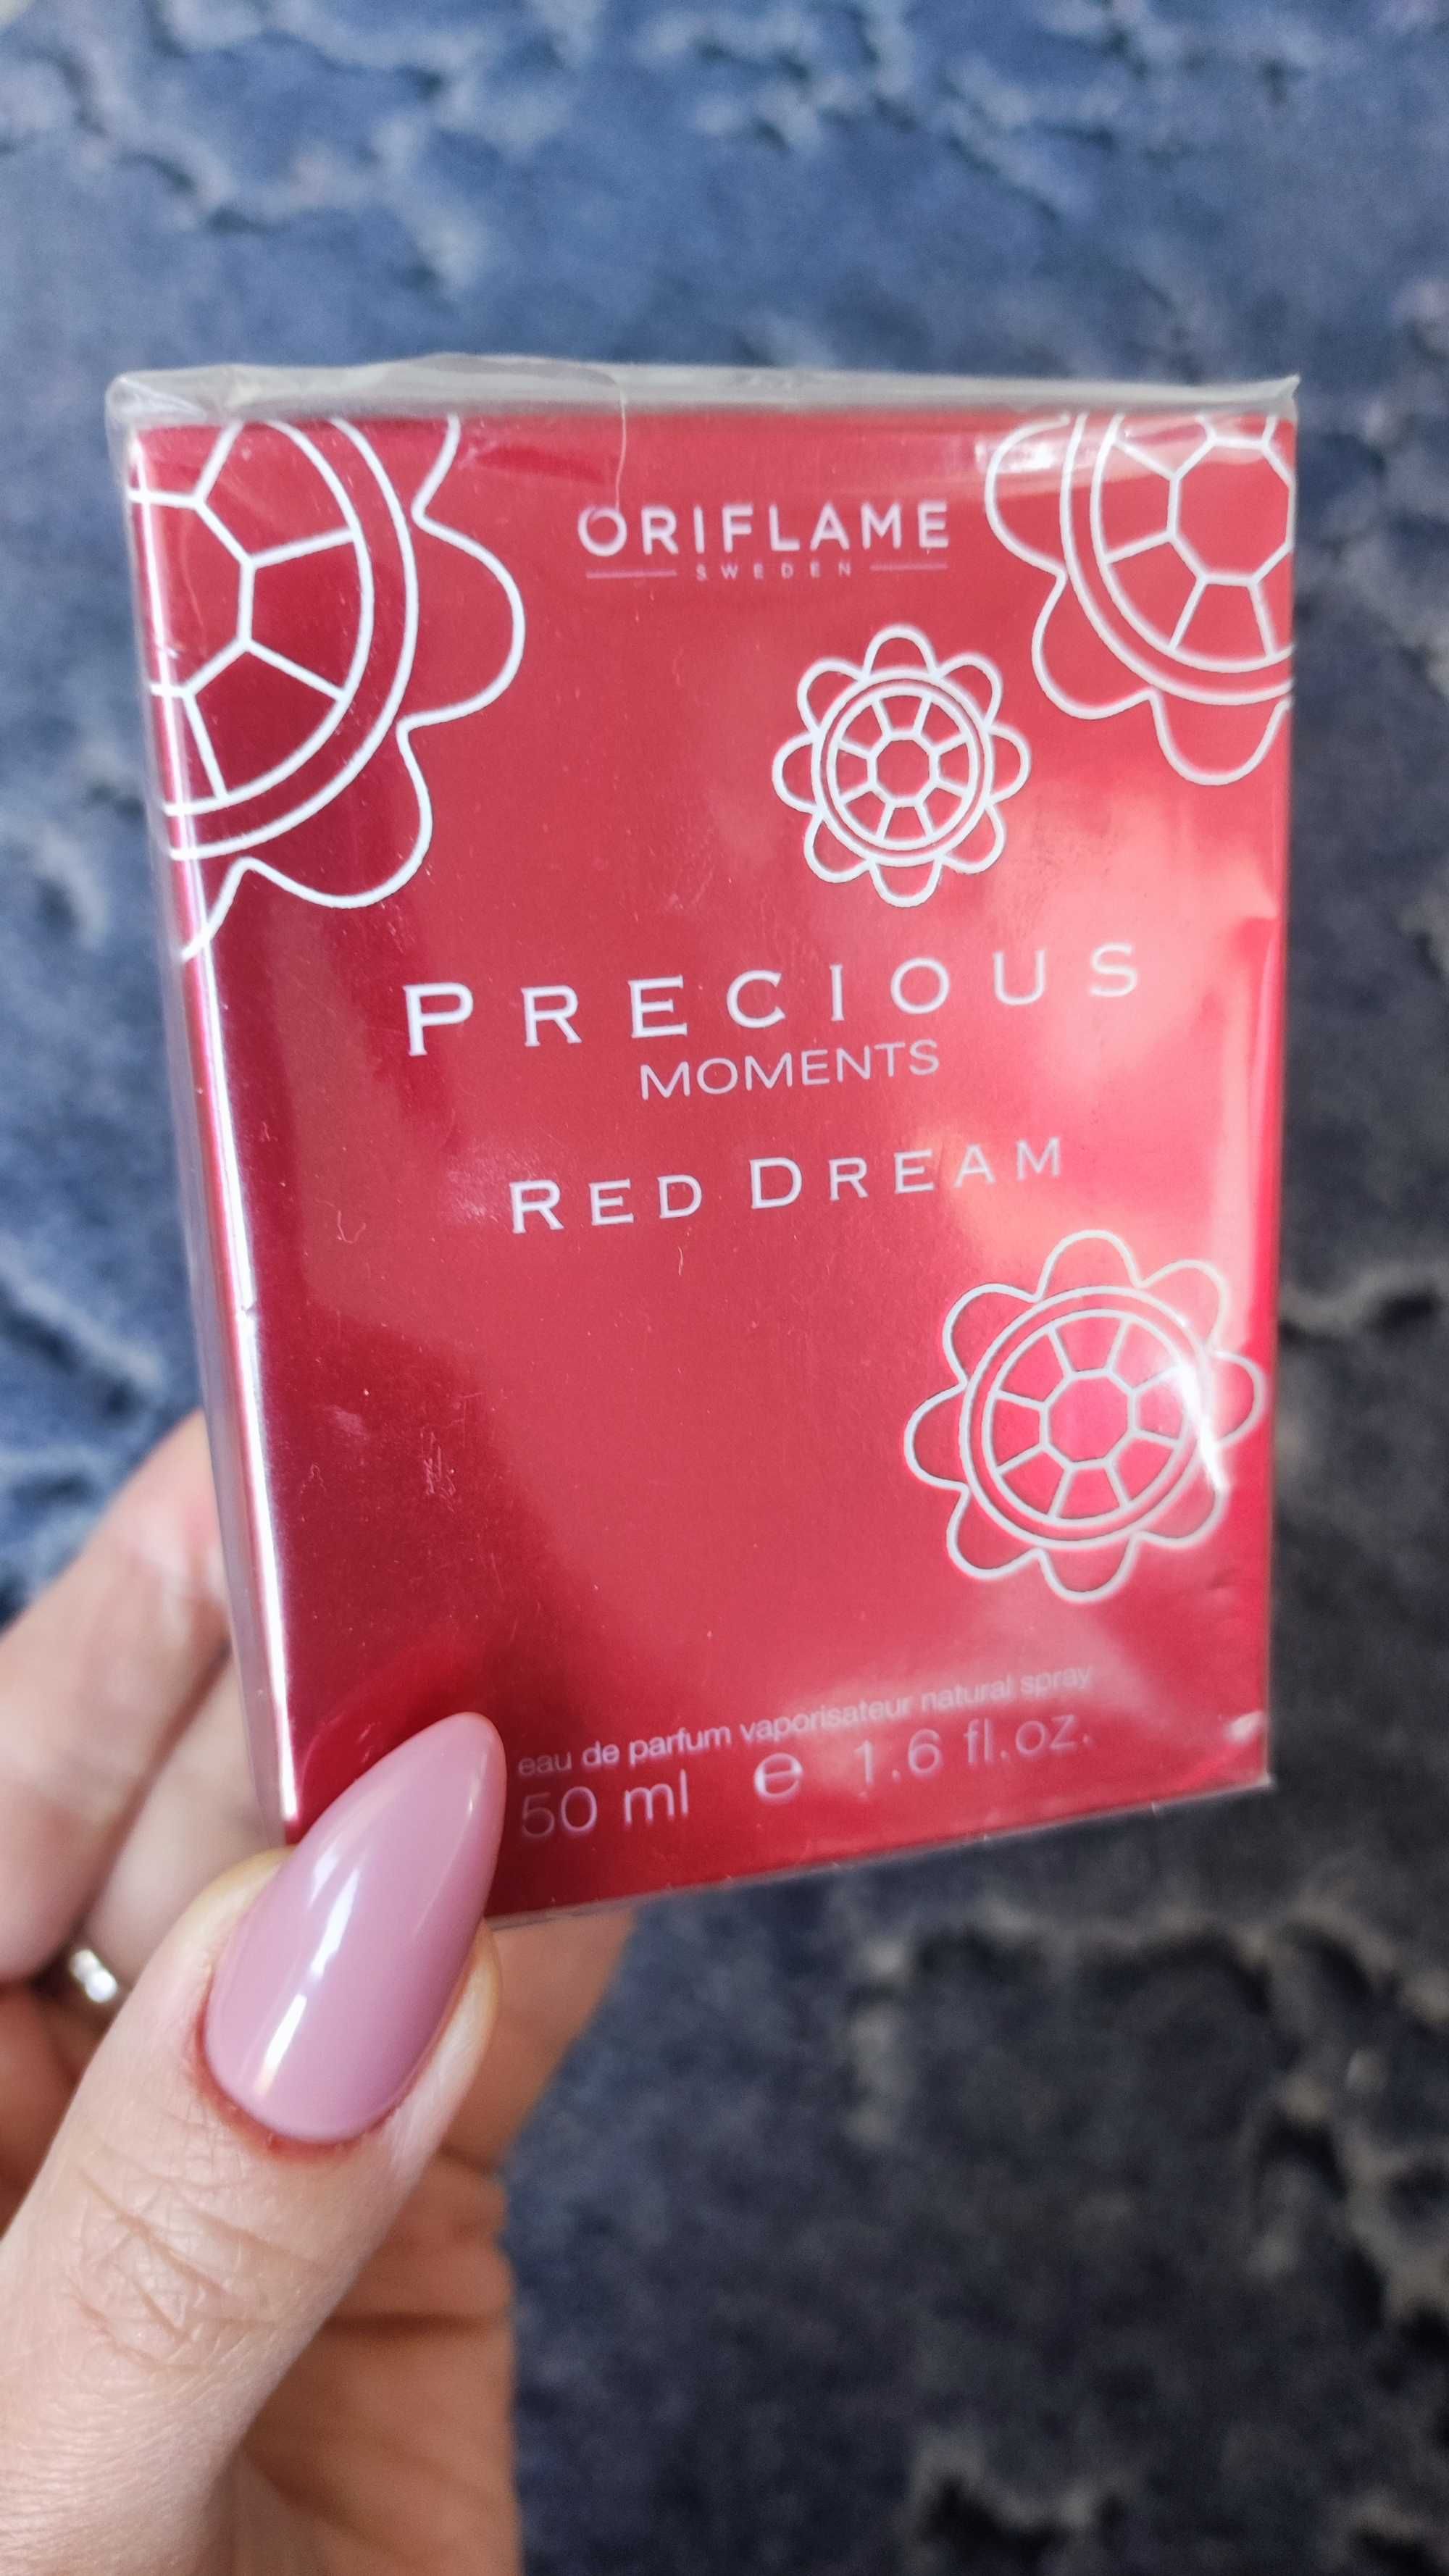 ORIFLAME
SWEDEN
PRECIOUS
MOMENTS
RED DREAM
eau de parfum vaporisateur natural spray
50 ml e 1.6 fl.oz.